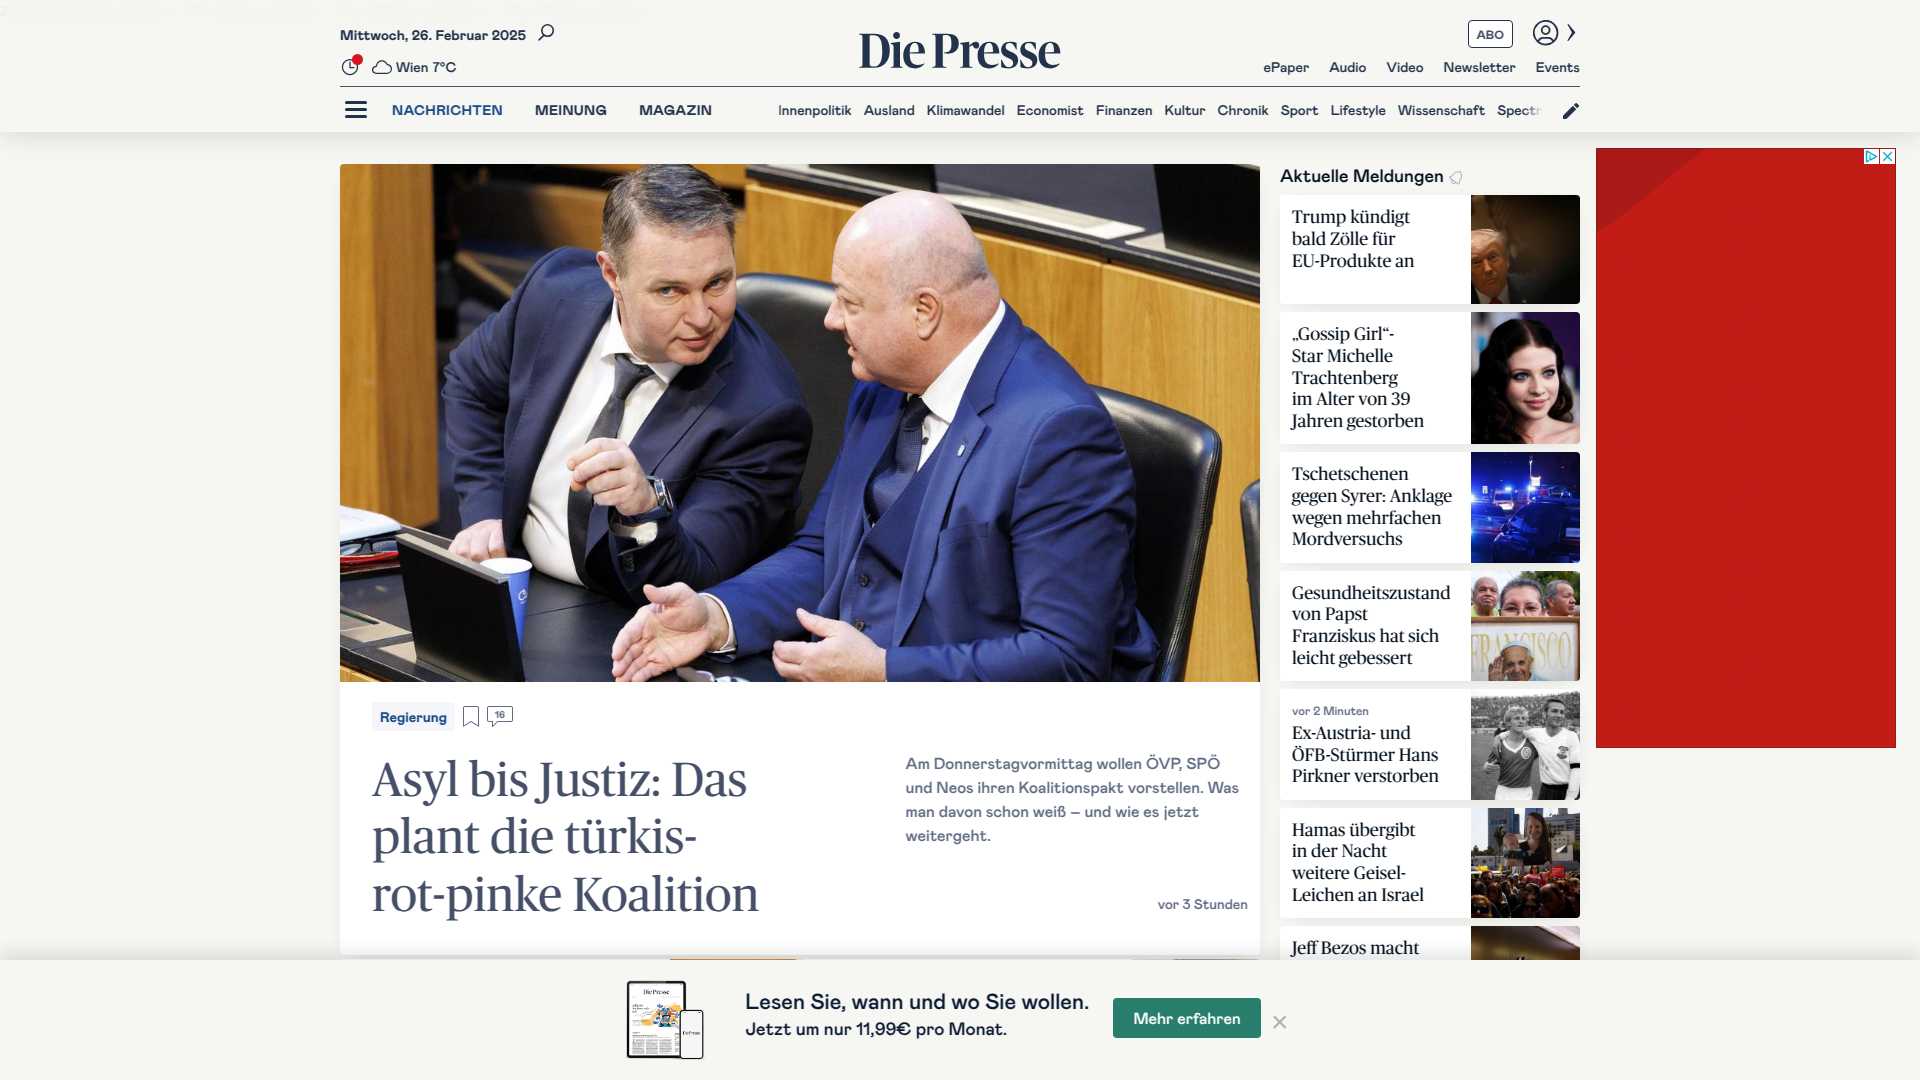 Mittwoch, 26. Februar 2025
Die Presse
ABO
Wien 7°C
ePaper Audio Video Newsletter Events
NACHRICHTEN MEINUNG MAGAZIN
Innenpolitik Ausland Klimawandel Economist Finanzen Kultur Chronik Sport Lifestyle Wissenschaft Spectr
Regierung
16
Asyl bis Justiz: Das
plant die türkis-
rot-pinke Koalition
Am Donnerstagvormittag wollen ÖVP, SPÖ
und Neos ihren Koalitionspakt vorstellen. Was
man davon schon weiß – und wie es jetzt
weitergeht.
vor 3 Stunden
Aktuelle Meldungen
Trump kündigt
bald Zölle für
EU-Produkte an
„Gossip Girl“-
Star Michelle
Trachtenberg
im Alter von 39
Jahren gestorben
Tschetschenen
gegen Syrer: Anklage
wegen mehrfachen
Mordversuchs
Gesundheitszustand
von Papst
Franziskus hat sich
leicht gebessert
FRANCISCO
vor 2 Minuten
Ex-Austria- und
ÖFB-Stürmer Hans
Pirkner verstorben
Hamas übergibt
in der Nacht
weitere Geisel-
Leichen an Israel
Jeff Bezos macht
Die Presse
Die Presse
Lesen Sie, wann und wo Sie wollen.
Jetzt um nur 11,99€ pro Monat.
Mehr erfahren